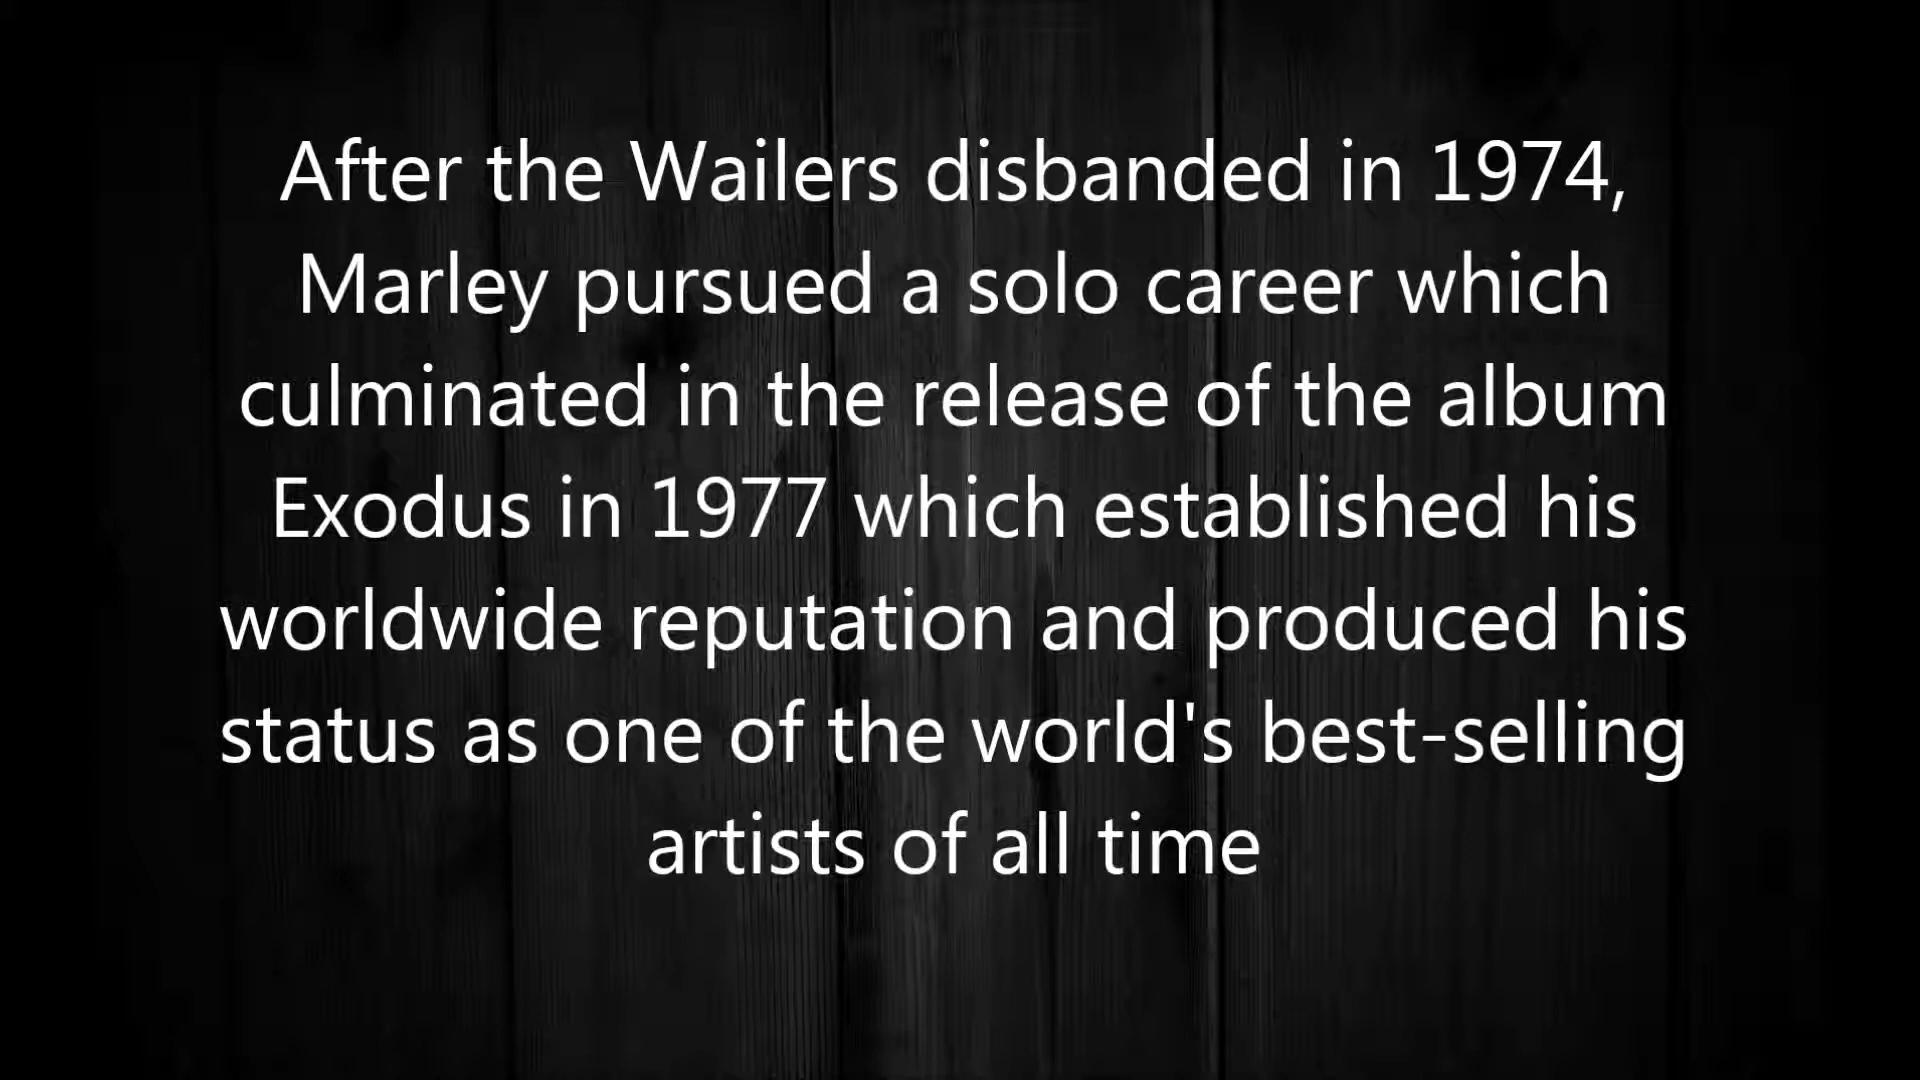 After the Wailers disbanded in 1974,
Marley pursued a solo career which
culminated in the release of the album
Exodus in 1977 which established his
worldwide reputation and produced his
status as one of the world's best-selling
artists of all time